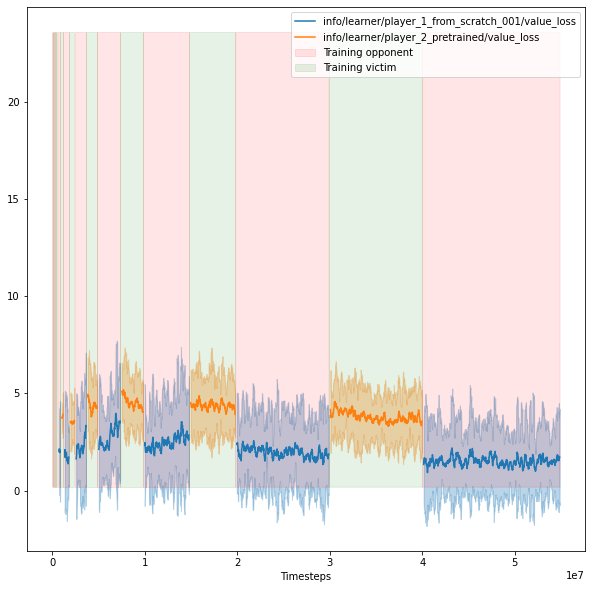 info/learner/player_1_from_scratch_001/value_loss
info/learner/player_2_pretrained/value_loss
Training opponent
Training victim
20
15
10
5
0
0
1
2
3
4
5
1e7
Timesteps